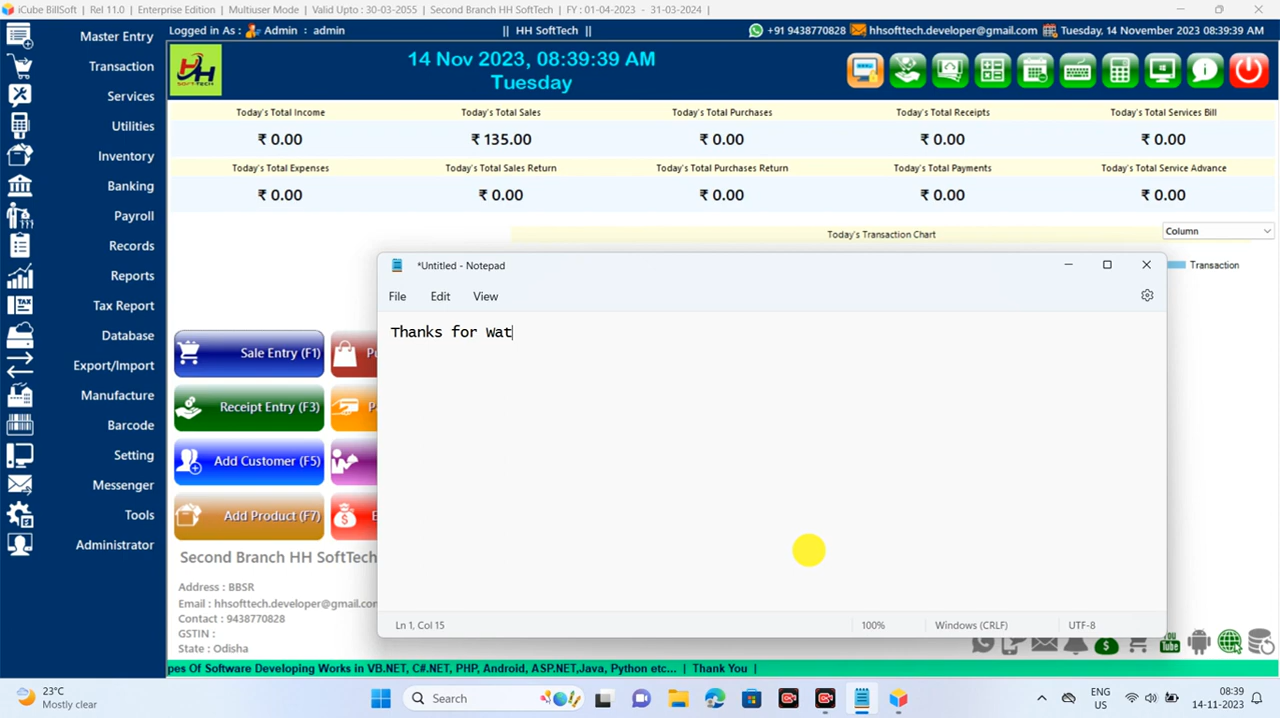 iCube BillSoft | Rel 11.0 | Enterprise Edition | Multiuser Mode | Valid Upto : 30-03-2055 | Second Branch HH SoftTech | FY : 01-04-2023 - 31-03-2024 |
Logged in As : Admin : admin || HH SoftTech || +91 9438770828 hhsofttech.developer@gmail.com Tuesday, 14 November 2023 08:39:39 AM
14 Nov 2023, 08:39:39 AM
Tuesday
HH
SOFT TECH
Master Entry
Transaction
Services
Utilities
Inventory
Banking
Payroll
Records
Reports
Tax Report
Database
Export/Import
Manufacture
Barcode
Setting
Messenger
Tools
Administrator
Today's Total Income Today's Total Sales Today's Total Purchases Today's Total Receipts Today's Total Services Bill
₹ 0.00 ₹ 135.00 ₹ 0.00 ₹ 0.00 ₹ 0.00
Today's Total Expenses Today's Total Sales Return Today's Total Purchases Return Today's Total Payments Today's Total Service Advance
₹ 0.00 ₹ 0.00 ₹ 0.00 ₹ 0.00 ₹ 0.00
Today's Transaction Chart Column
Transaction
*Untitled - Notepad
File Edit View
Thanks for Wat
Ln 1, Col 15 100% Windows (CRLF) UTF-8
Sale Entry (F1)
Receipt Entry (F3)
Add Customer (F5)
Add Product (F7)
Second Branch HH SoftTech
Address : BBSR
Email : hhsofttech.developer@gmail.com
Contact : 9438770828
GSTIN :
State : Odisha
You Tube
pes Of Software Developing Works in VB.NET, C#.NET, PHP, Android, ASP.NET,Java, Python etc... | Thank You |
23°C
Mostly clear
Search
ENG
US
08:39
14-11-2023